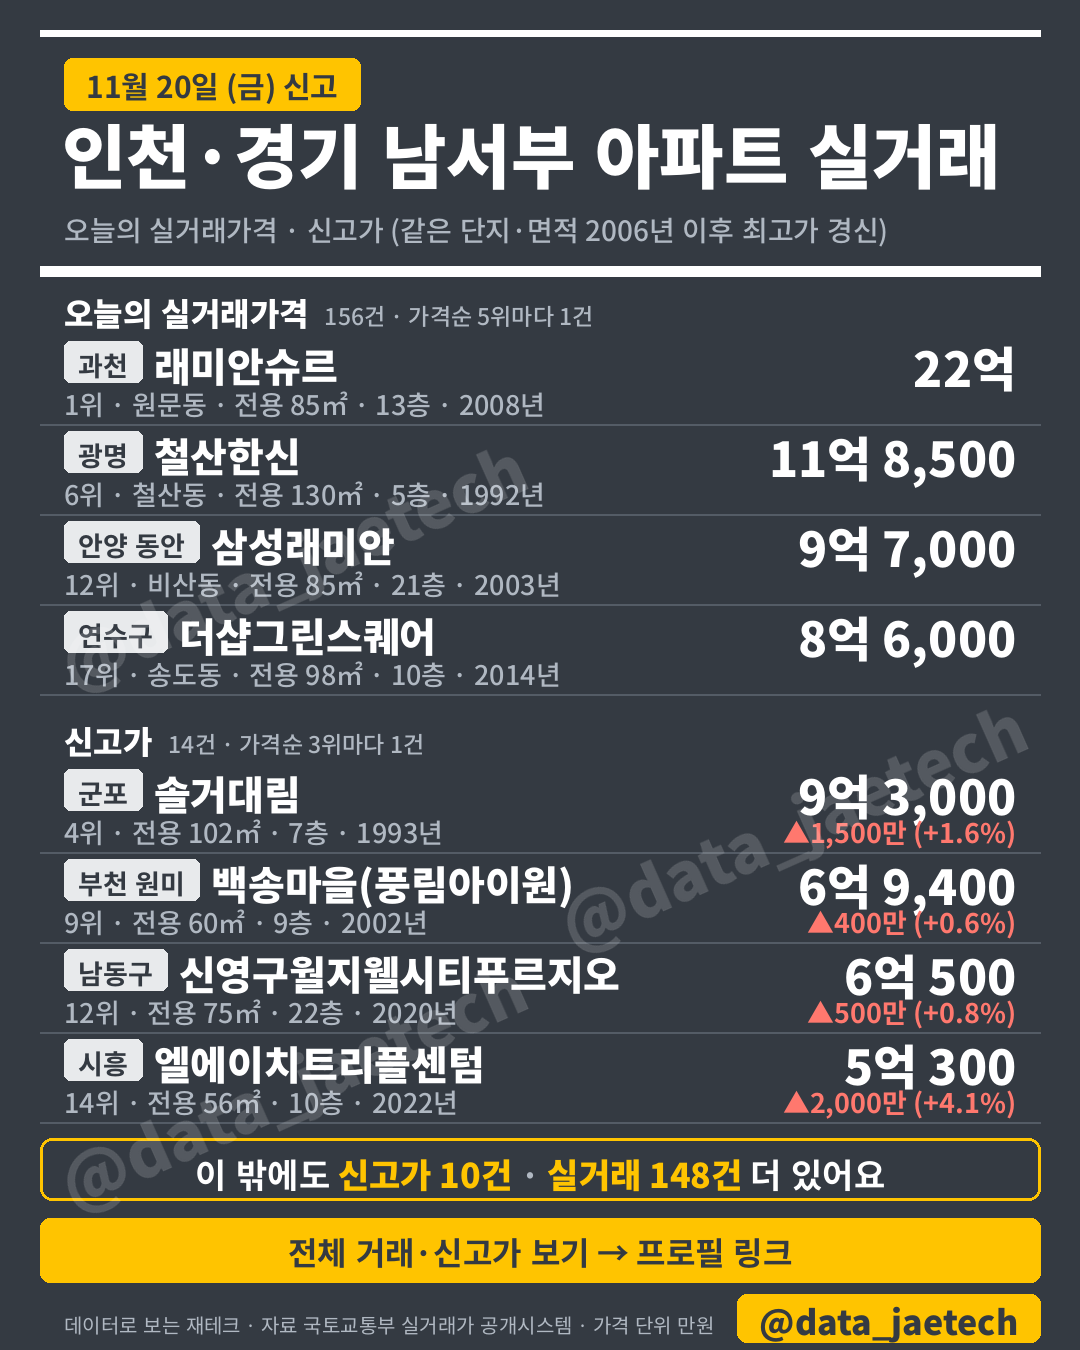 11월 20일 (금) 신고
인천·경기 남서부 아파트 실거래
오늘의 실거래가격 · 신고가 (같은 단지·면적 2006년 이후 최고가 경신)
오늘의 실거래가격 156건 · 가격순 5위마다 1건
과천 래미안슈르 22억
1위 · 원문동 · 전용 85㎡ · 13층 · 2008년
광명 철산한신 11억 8,500
6위 · 철산동 · 전용 130㎡ · 5층 · 1992년
안양 동안 삼성래미안 9억 7,000
12위 · 비산동 · 전용 85㎡ · 21층 · 2003년
연수구 더샵그린스퀘어 8억 6,000
17위 · 송도동 · 전용 98㎡ · 10층 · 2014년
신고가 14건 · 가격순 3위마다 1건
군포 솔거대림 9억 3,000
4위 · 전용 102㎡ · 7층 · 1993년 ▲1,500만 (+1.6%)
부천 원미 백송마을(풍림아이원) 6억 9,400
9위 · 전용 60㎡ · 9층 · 2002년 ▲400만 (+0.6%)
남동구 신영구월지웰시티푸르지오 6억 500
12위 · 전용 75㎡ · 22층 · 2020년 ▲500만 (+0.8%)
시흥 엘에이치트리플센텀 5억 300
14위 · 전용 56㎡ · 10층 · 2022년 ▲2,000만 (+4.1%)
이 밖에도 신고가 10건 · 실거래 148건 더 있어요
전체 거래·신고가 보기 → 프로필 링크
데이터로 보는 재테크 · 자료 국토교통부 실거래가 공개시스템 · 가격 단위 만원 @data_jaetech
@data_jaetech
@data_jaetech
@data_jaetech